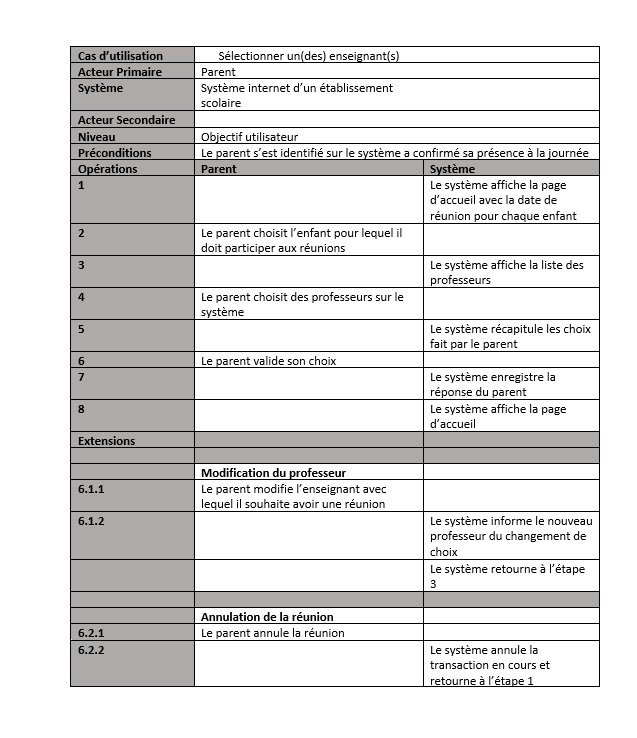 Cas d'utilisation Sélectionner un(des) enseignant(s)
Acteur Primaire Parent
Système Système internet d'un établissement
scolaire
Acteur Secondaire
Niveau Objectif utilisateur
Préconditions Le parent s'est identifié sur le système a confirmé sa présence à la journée
Opérations Parent Système
1 Le système affiche la page
d'accueil avec la date de
réunion pour chaque enfant
2 Le parent choisit l'enfant pour lequel il
doit participer aux réunions
3 Le système affiche la liste des
professeurs
4 Le parent choisit des professeurs sur le
système
5 Le système récapitule les choix
fait par le parent
6 Le parent valide son choix
7 Le système enregistre la
réponse du parent
8 Le système affiche la page
d'accueil
Extensions
Modification du professeur
6.1.1 Le parent modifie l'enseignant avec
lequel il souhaite avoir une réunion
6.1.2 Le système informe le nouveau
professeur du changement de
choix
Le système retourne à l'étape
3
Annulation de la réunion
6.2.1 Le parent annule la réunion
6.2.2 Le système annule la
transaction en cours et
retourne à l'étape 1